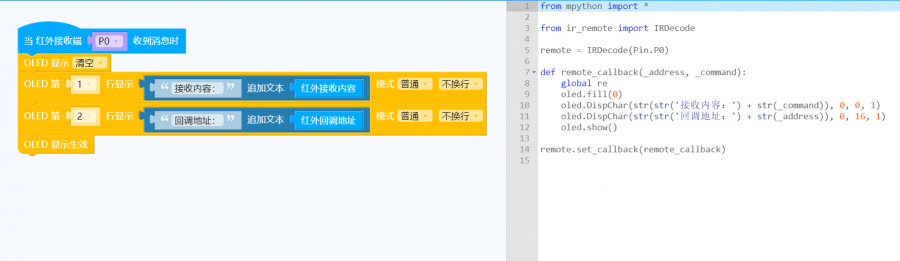 当 红外接收端 P0 收到消息时
OLED 显示 清空
OLED 第 1 行显示 “ 接收内容： ” 追加文本 红外接收内容 模式 普通 不换行
OLED 第 2 行显示 “ 回调地址： ” 追加文本 红外回调地址 模式 普通 不换行
OLED 显示生效
1 from mpython import *
2
3 from ir_remote import IRDecode
4
5 remote = IRDecode(Pin.P0)
6
7 def remote_callback(_address, _command):
8     global re
9     oled.fill(0)
10     oled.DispChar(str(str('接收内容：') + str(_command)), 0, 0, 1)
11     oled.DispChar(str(str('回调地址：') + str(_address)), 0, 16, 1)
12     oled.show()
13
14 remote.set_callback(remote_callback)
15